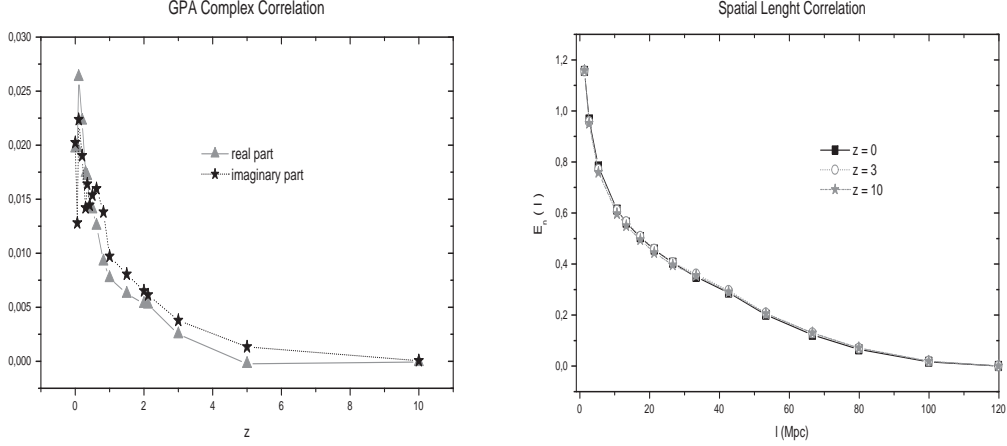 GPA Complex Correlation
0,030
0,025
0,020
0,015
0,010
0,005
0,000
real part
imaginary part
0 2 4 6 8 10
z
Spatial Lenght Correlation
1,2
1,0
0,8
0,6
0,4
0,2
0,0
E_n ( l )
z = 0
z = 3
z = 10
0 20 40 60 80 100 120
l (Mpc)